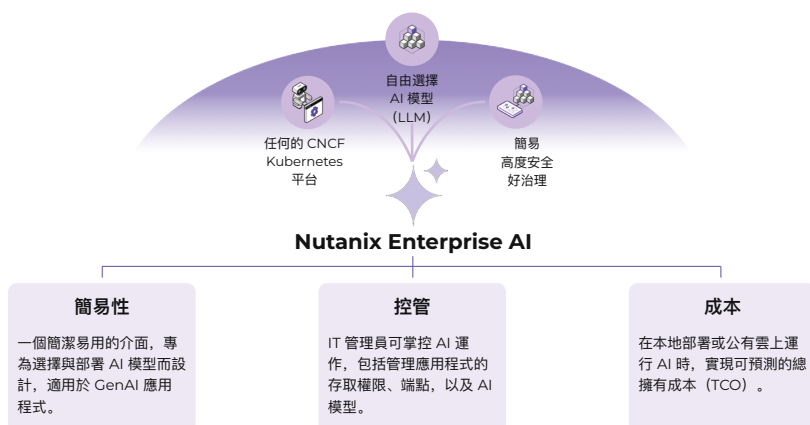 自由選擇
AI 模型
（LLM）
任何的 CNCF
Kubernetes
平台
簡易
高度安全
好治理
Nutanix Enterprise AI
簡易性
一個簡潔易用的介面，專
為選擇與部署 AI 模型而設
計，適用於 GenAI 應用
程式。
控管
IT 管理員可掌控 AI 運
作，包括管理應用程式的
存取權限、端點，以及 AI
模型。
成本
在本地部署或公有雲上運
行 AI 時，實現可預測的總
擁有成本（TCO）。